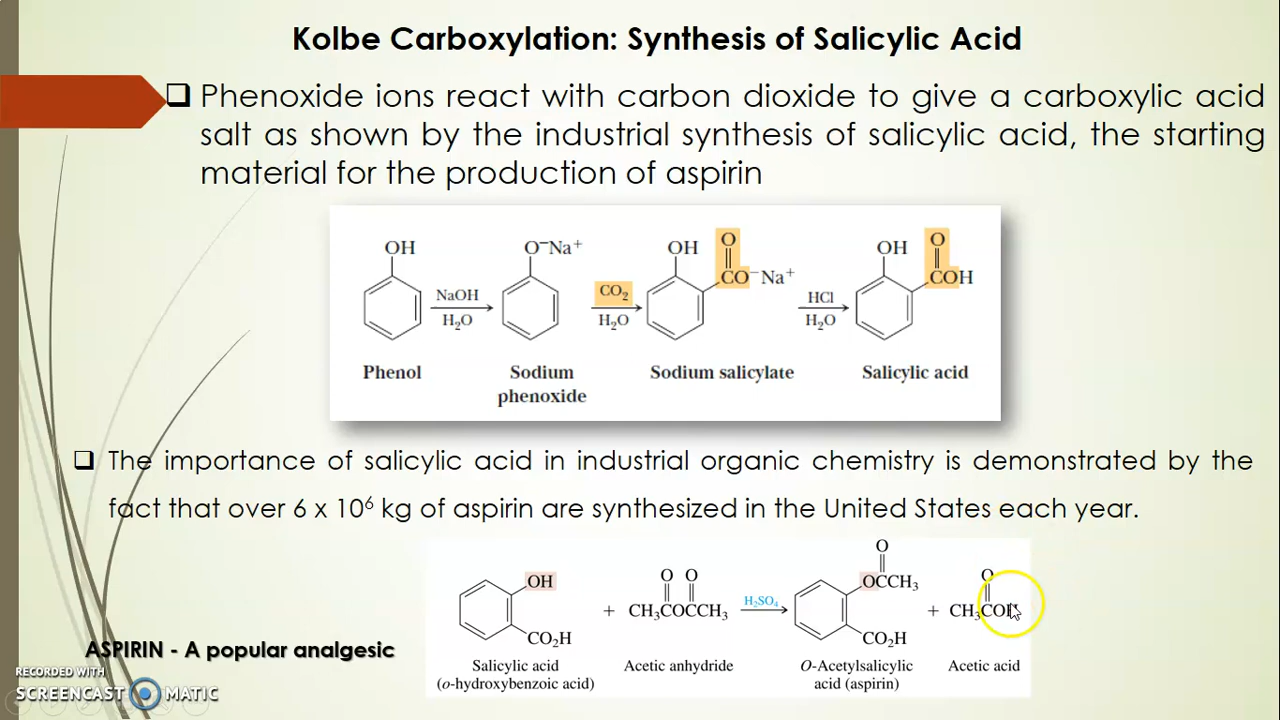 Kolbe Carboxylation: Synthesis of Salicylic Acid
❑ Phenoxide ions react with carbon dioxide to give a carboxylic acid
salt as shown by the industrial synthesis of salicylic acid, the starting
material for the production of aspirin
OH
NaOH
H₂O
Phenol
O⁻Na⁺
CO₂
H₂O
Sodium
phenoxide
OH
O
CO⁻Na⁺
HCl
H₂O
Sodium salicylate
OH
O
COH
Salicylic acid
❑ The importance of salicylic acid in industrial organic chemistry is demonstrated by the
fact that over 6 x 10⁶ kg of aspirin are synthesized in the United States each year.
OH
CO₂H
Salicylic acid
(o-hydroxybenzoic acid)
+
O O
CH₃COCCH₃
Acetic anhydride
H₂SO₄
O
OCCH₃
CO₂H
O-Acetylsalicylic
acid (aspirin)
+
O
CH₃COH
Acetic acid
ASPIRIN - A popular analgesic
RECORDED WITH
SCREENCAST MATIC